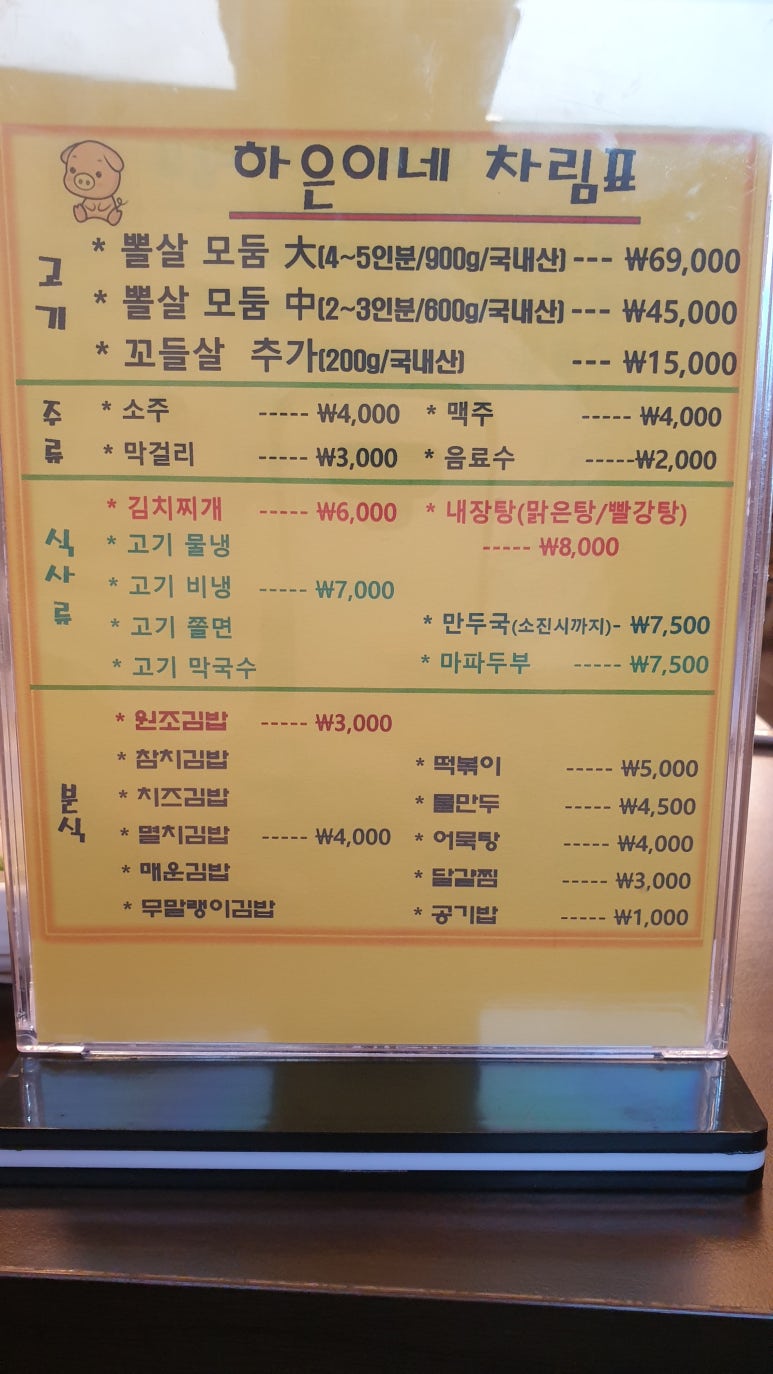 하은이네 차림표
고기
* 뽈살 모둠 大(4~5인분/900g/국내산) --- ₩69,000
* 뽈살 모둠 中(2~3인분/600g/국내산) --- ₩45,000
* 꼬들살 추가(200g/국내산) --- ₩15,000
주류
* 소주 ----- ₩4,000 * 맥주 ----- ₩4,000
* 막걸리 ----- ₩3,000 * 음료수 -----₩2,000
식사류
* 김치찌개 ----- ₩6,000 * 내장탕(맑은탕/빨강탕)
* 고기 물냉 ----- ₩8,000
* 고기 비냉 ----- ₩7,000
* 고기 쫄면 * 만두국(소진시까지)- ₩7,500
* 고기 막국수 * 마파두부 ----- ₩7,500
분식
* 원조김밥 ----- ₩3,000
* 참치김밥 * 떡볶이 ----- ₩5,000
* 치즈김밥 * 물만두 ----- ₩4,500
* 멸치김밥 ----- ₩4,000 * 어묵탕 ----- ₩4,000
* 매운김밥 * 달걀찜 ----- ₩3,000
* 무말랭이김밥 * 공기밥 ----- ₩1,000